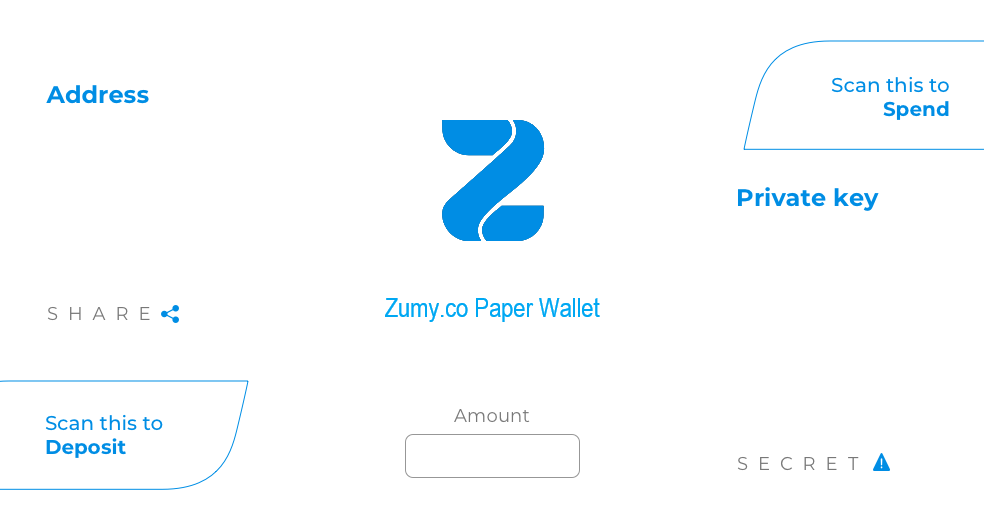 Address
SHARE
Scan this to
Deposit
Zumy.co Paper Wallet
Amount
Scan this to
Spend
Private key
SECRET